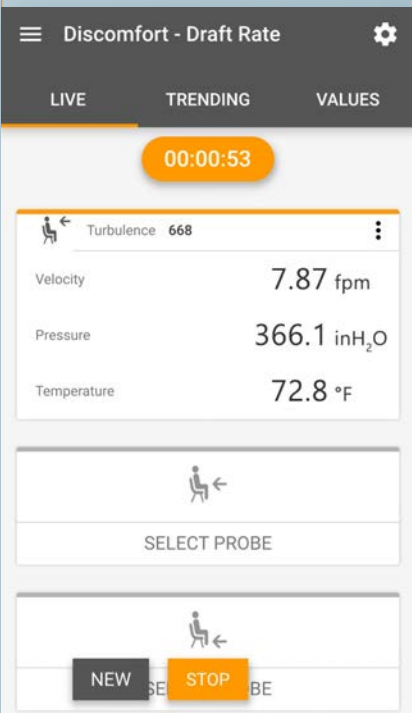 Discomfort - Draft Rate
LIVE TRENDING VALUES
00:00:53
Turbulence 668
Velocity 7.87 fpm
Pressure 366.1 inH₂O
Temperature 72.8 °F
SELECT PROBE
NEW STOP